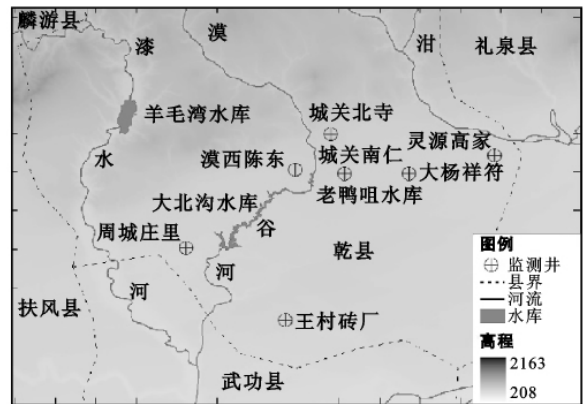 麟游县
漆
漠
泔
礼泉县
羊毛湾水库
城关北寺
灵源高家
水
漠西陈东
城关南仁
大杨祥符
大北沟水库
老鸭咀水库
周城庄里
谷
乾县
河
河
扶风县
王村砖厂
武功县
图例
监测井
县界
河流
水库
高程
2163
208